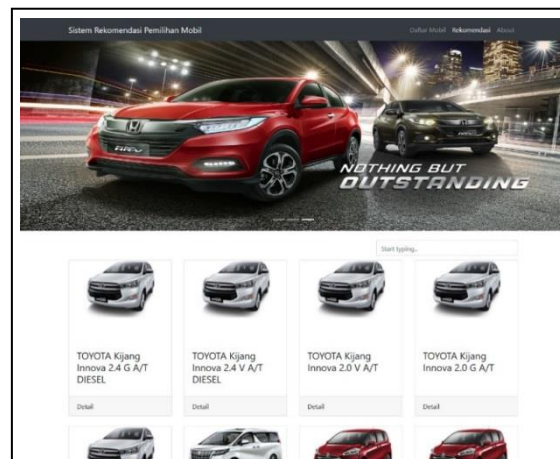 Sistem Rekomendasi Pemilihan Mobil
Daftar Mobil Rekomendasi About
NOTHING BUT
OUTSTANDING
Start typing..
TOYOTA Kijang
Innova 2.4 G A/T
DIESEL
Detail
TOYOTA Kijang
Innova 2.4 V A/T
DIESEL
Detail
TOYOTA Kijang
Innova 2.0 V A/T
Detail
TOYOTA Kijang
Innova 2.0 G A/T
Detail